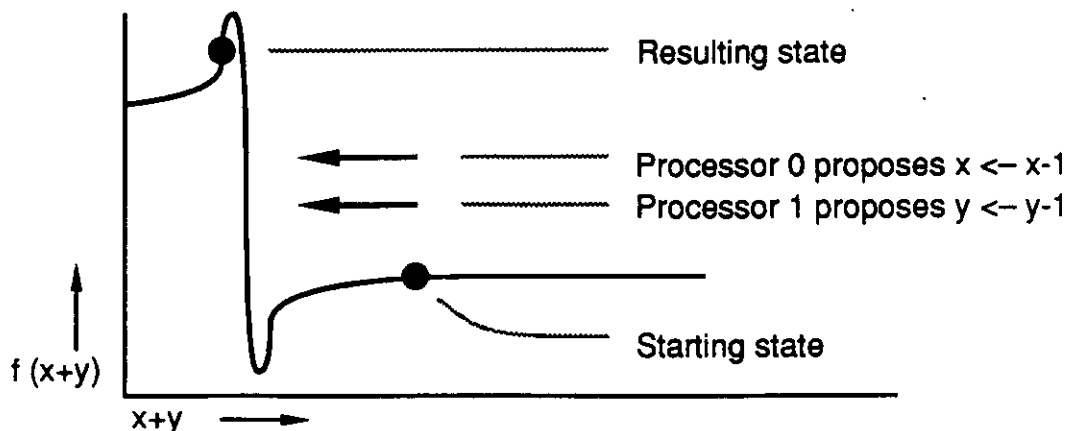 Resulting state
Processor 0 proposes x <– x-1
Processor 1 proposes y <– y-1
Starting state
f (x+y)
x+y